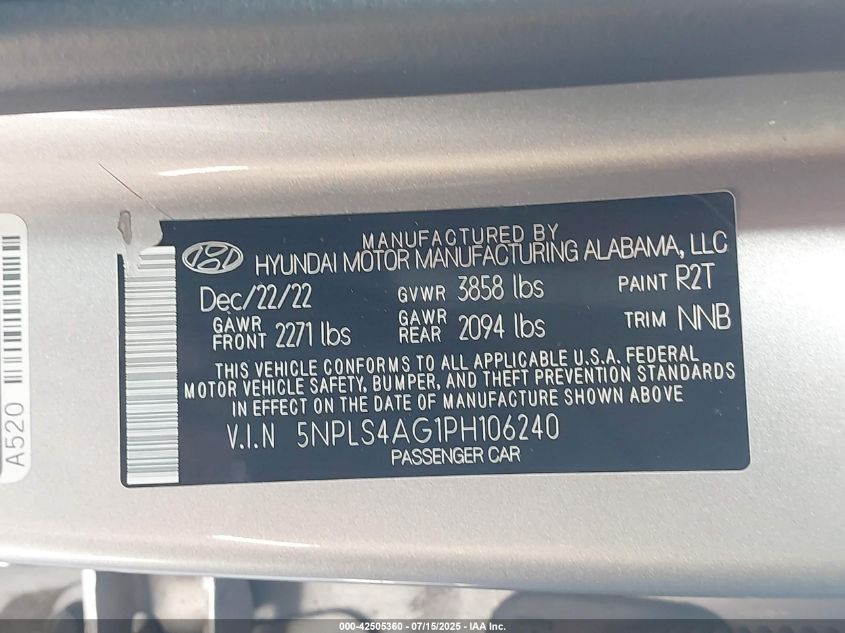 MANUFACTURED BY
HYUNDAI MOTOR MANUFACTURING ALABAMA, LLC
Dec/22/22 GVWR 3858 lbs PAINT R2T
GAWR FRONT 2271 lbs GAWR REAR 2094 lbs TRIM NNB
THIS VEHICLE CONFORMS TO ALL APPLICABLE U.S.A. FEDERAL
MOTOR VEHICLE SAFETY, BUMPER, AND THEFT PREVENTION STANDARDS
IN EFFECT ON THE DATE OF MANUFACTURE SHOWN ABOVE
V.I.N 5NPLS4AG1PH106240
PASSENGER CAR
A520
000-42505360 - 07/15/2025 - IAA Inc.